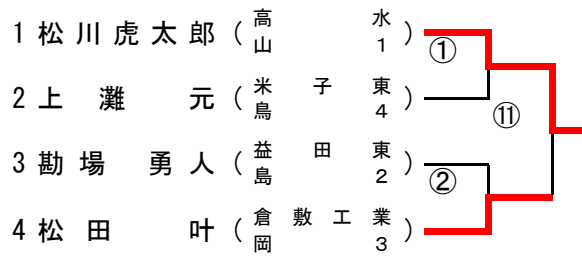 1 松川虎太郎 (高水 山1) ①
2 上灘元 (米子東 鳥4) ⑪
3 勘場勇人 (益田東 島2) ②
4 松田叶 (倉敷工業 岡3)